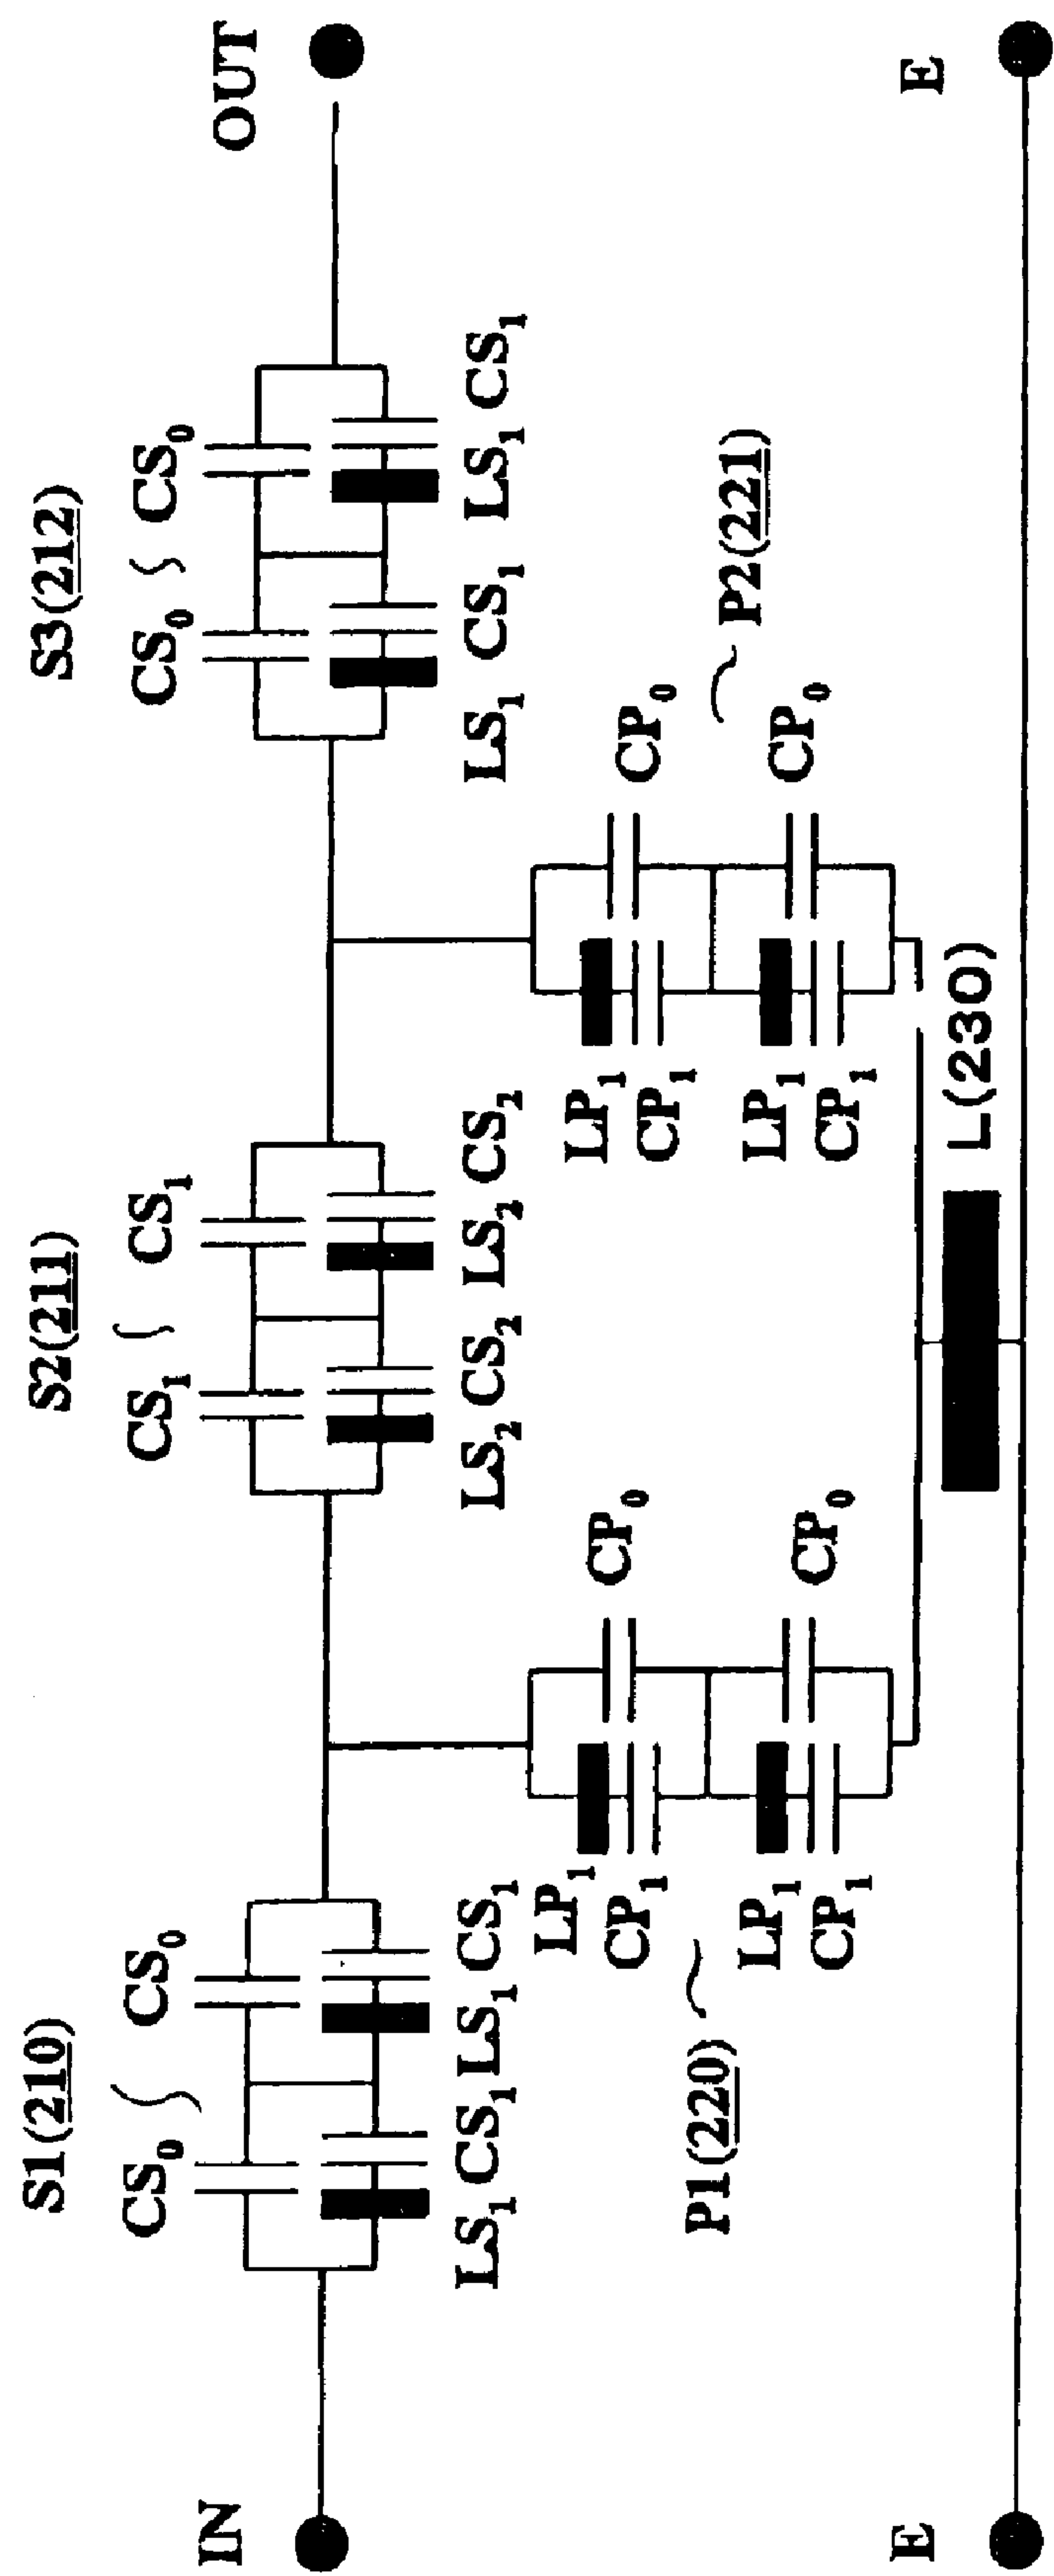 S1(210)
S2(211)
S3(212)
CS0 CS0
CS1 CS1
CS0 CS0
IN
OUT
LS1 CS1 LS1 CS1
LS2 CS2 LS2 CS2
LS1 CS1 LS1 CS1
LP1
CP1
CP0
LP1
CP1
CP0
P1(220)
LP1
CP1
CP0
LP1
CP1
CP0
P2(221)
L(230)
E
E